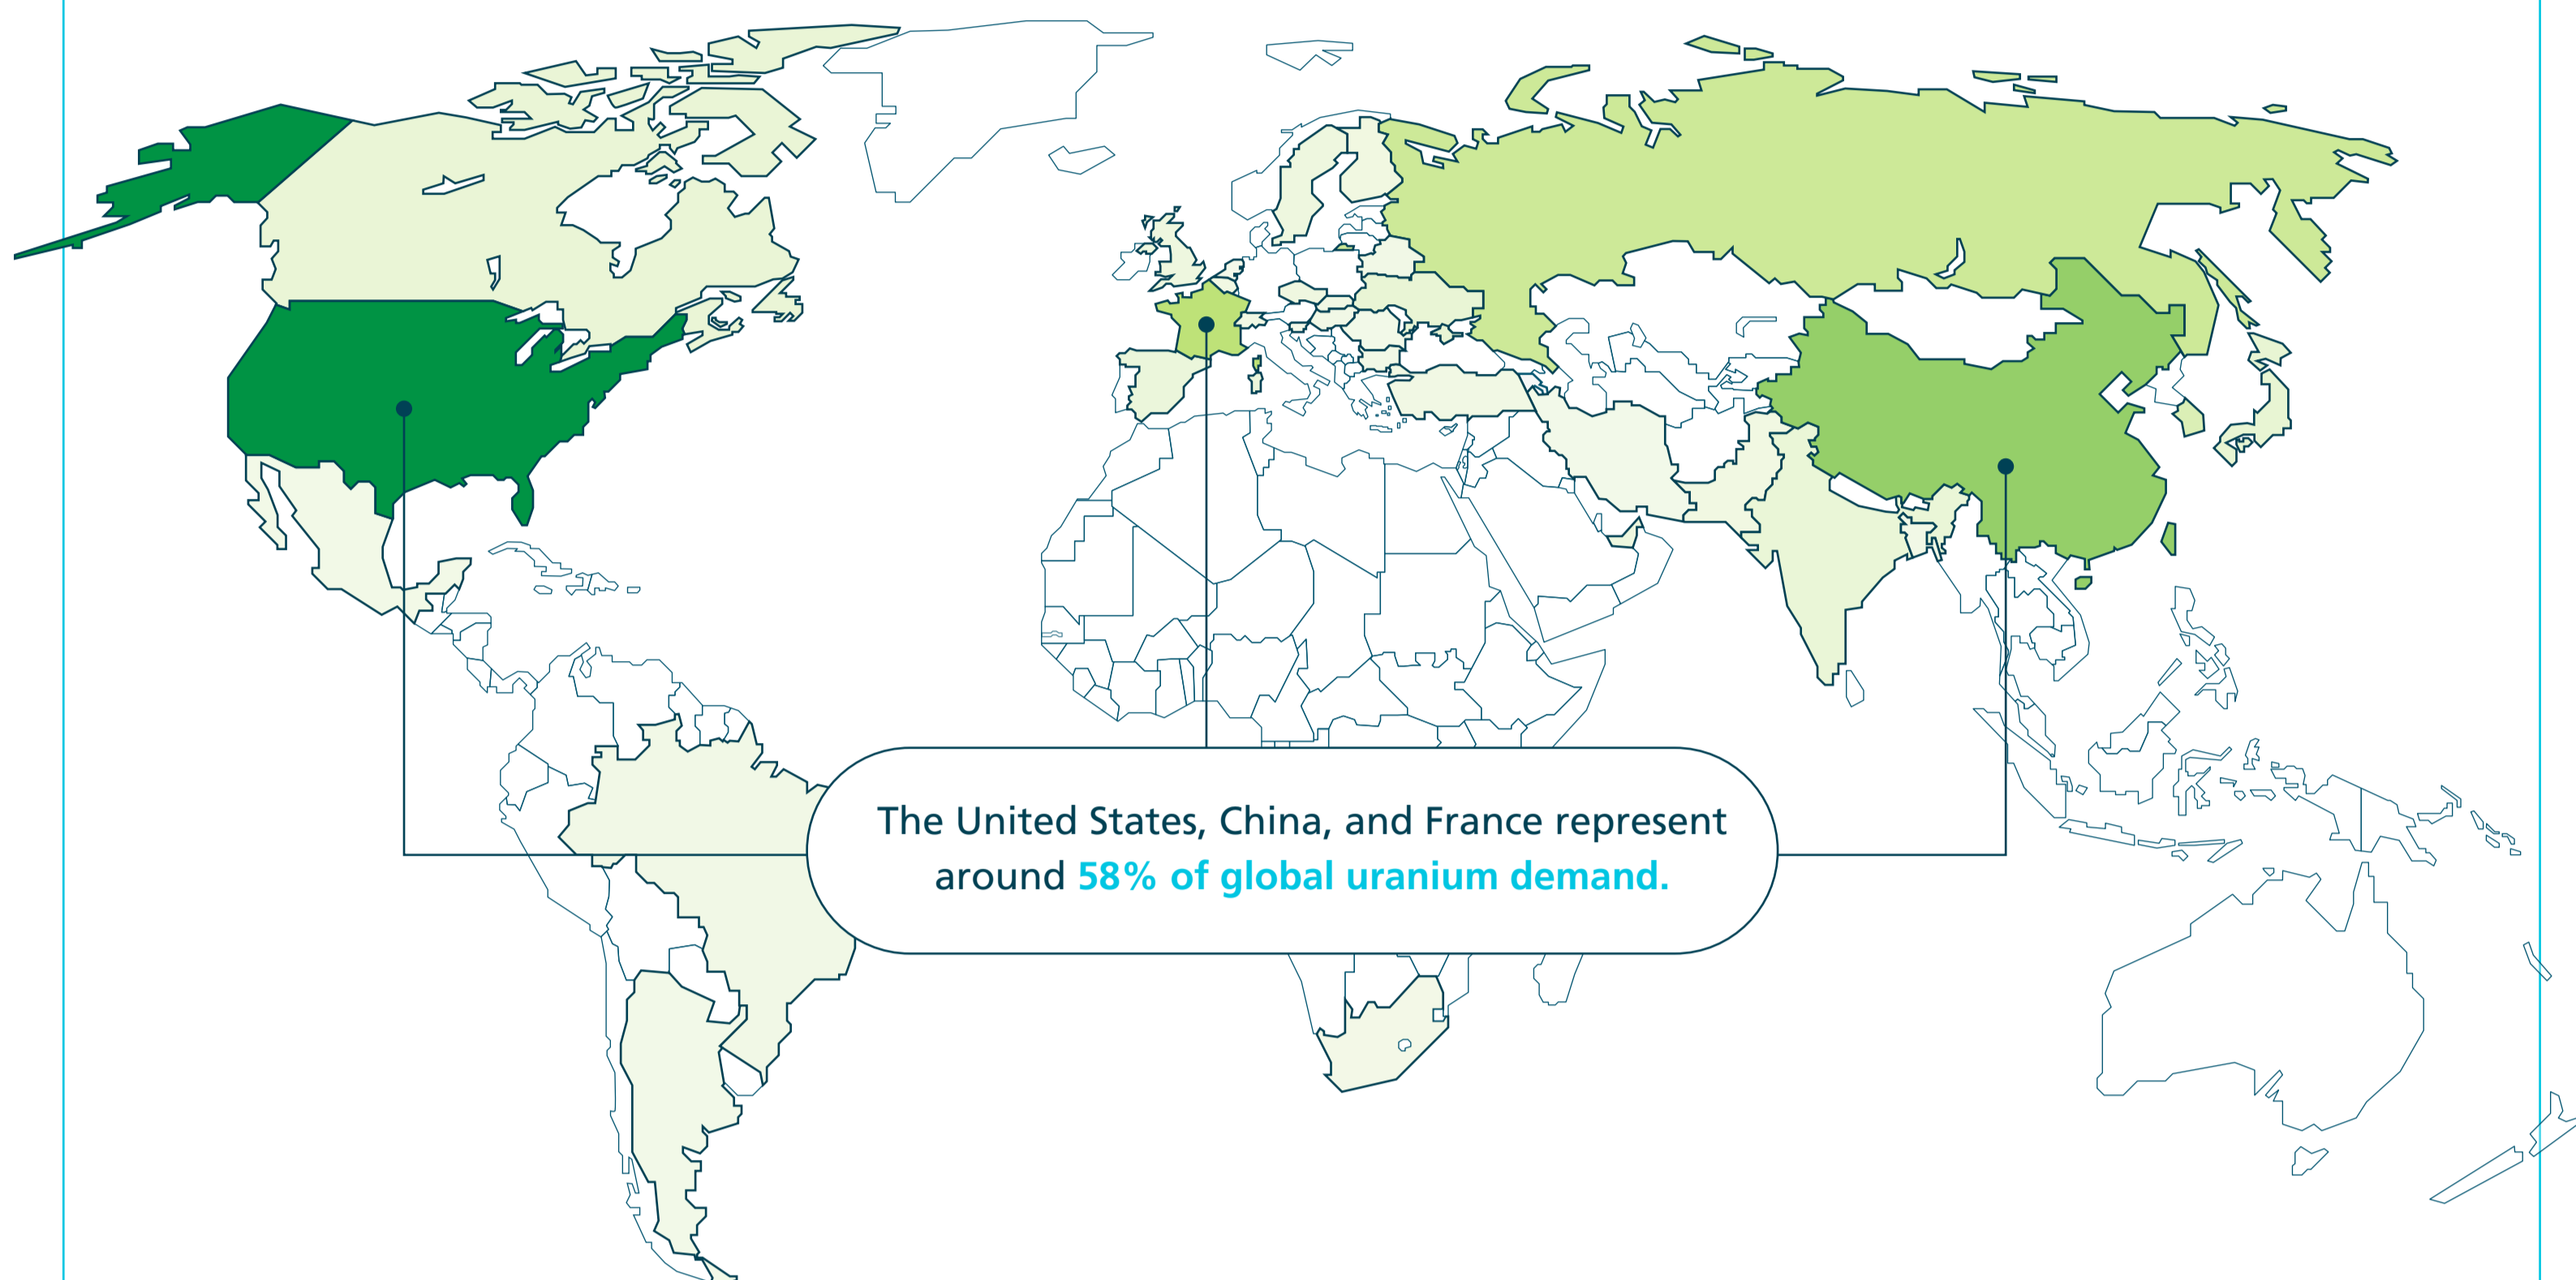 The United States, China, and France represent
around 58% of global uranium demand.